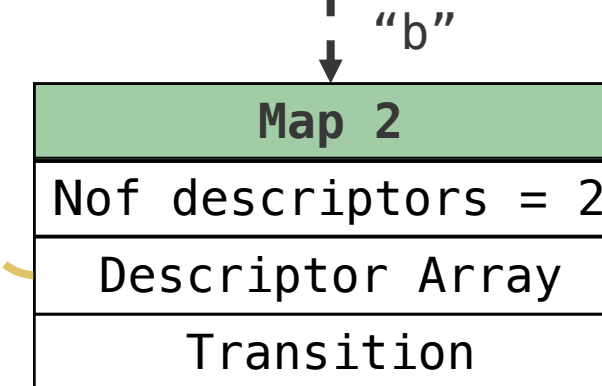 “b”
Map 2
Nof descriptors = 2
Descriptor Array
Transition